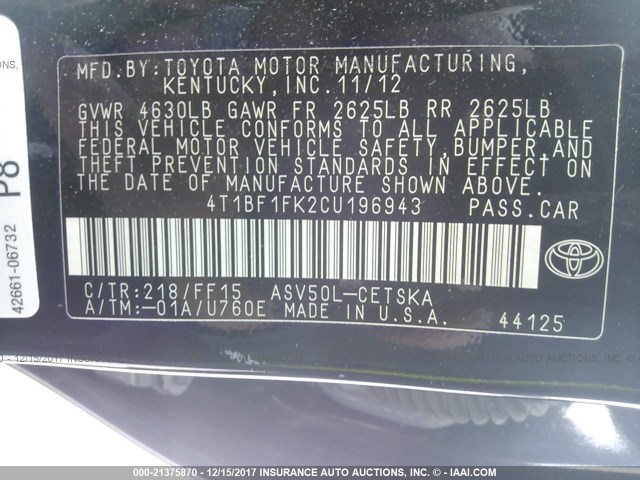 MFD. BY: TOYOTA MOTOR MANUFACTURING,
KENTUCKY, INC. 11/12
GVWR 4630LB GAWR FR 2625LB RR 2625LB
THIS VEHICLE CONFORMS TO ALL APPLICABLE
FEDERAL MOTOR VEHICLE SAFETY, BUMPER, AND
THEFT PREVENTION STANDARDS IN EFFECT ON
THE DATE OF MANUFACTURE SHOWN ABOVE.
4T1BF1FK2CU196943 PASS. CAR
C/TR: 218/FF15 ASV50L-CETSKA
A/TM: -01A/U760E MADE IN U.S.A.
44125
P8
42661-06732
000-21375870 - 12/15/2017 - INSURANCE AUTO AUCTIONS, INC. - (C) - IAAI.COM